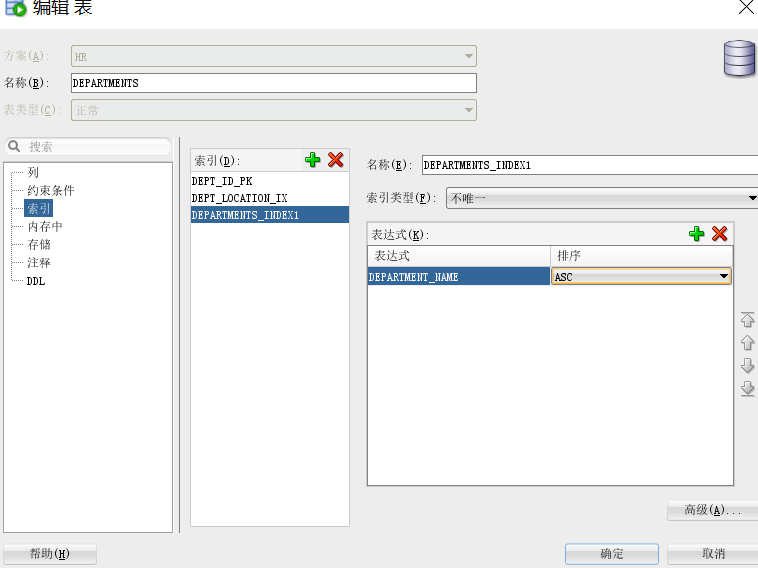 编辑 表
方案(A): HR
名称(B): DEPARTMENTS
表类型(C): 正常
搜索
列
约束条件
索引
内存中
存储
注释
DDL
索引(D):
DEPT_ID_PK
DEPT_LOCATION_IX
DEPARTMENTS_INDEX1
名称(E): DEPARTMENTS_INDEX1
索引类型(F): 不唯一
表达式(K):
表达式 排序
DEPARTMENT_NAME ASC
高级(A)...
帮助(H) 确定 取消